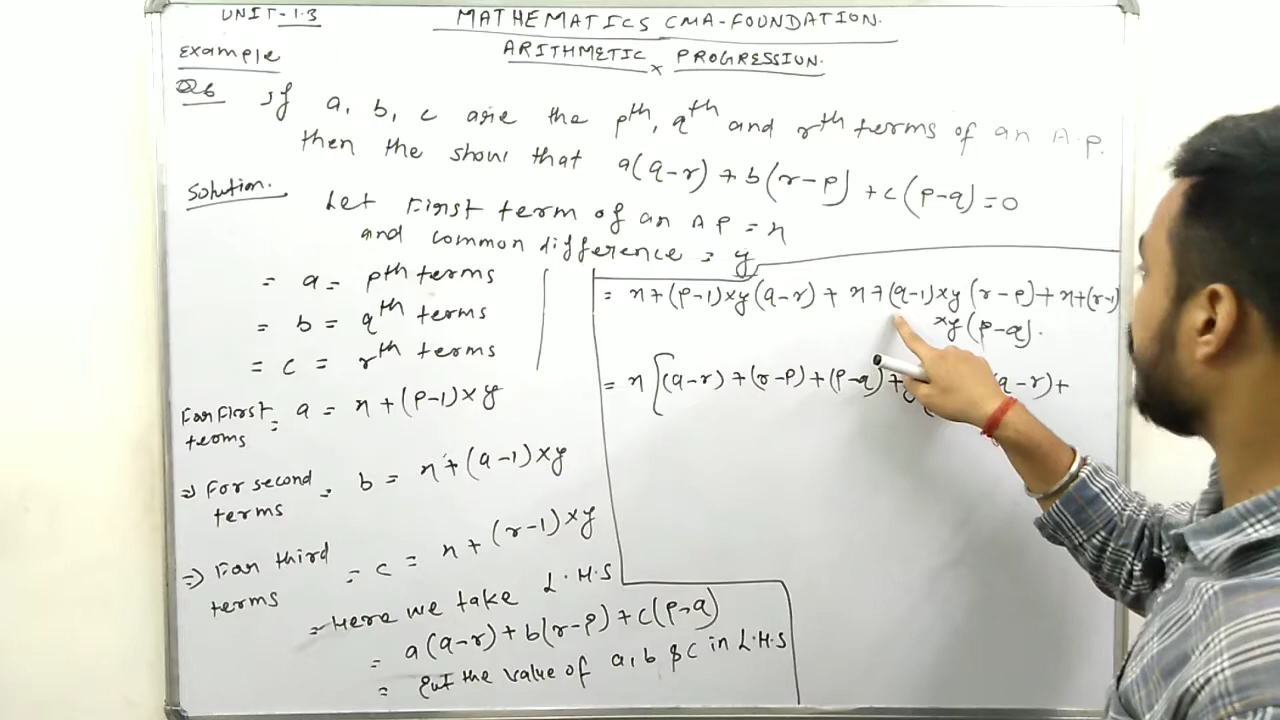 UNIT-1.3
MATHEMATICS CMA-FOUNDATION.
ARITHMETIC PROGRESSION.
Example
Q6 If a, b, c are the pth, qth and rth terms of an A.P.
then the show that a(q-r) + b(r-p) + c(p-q) = 0
Solution.
Let First term of an AP = x
and common difference = y
= a = pth terms
= b = qth terms
= c = rth terms
For First terms = a = x + (p-1)×y
⇒ For second terms = b = x + (q-1)×y
⇒ For third terms = c = x + (r-1)×y
= Here we take L.H.S
= a(q-r) + b(r-p) + c(p-q)
= Put the value of a, b & c in L.H.S
= x + (p-1)×y (q-r) + x + (q-1)×y (r-p) + x + (r-1)
×y (p-q).
= x [(q-r) + (r-p) + (p-q) + y (q-r) +